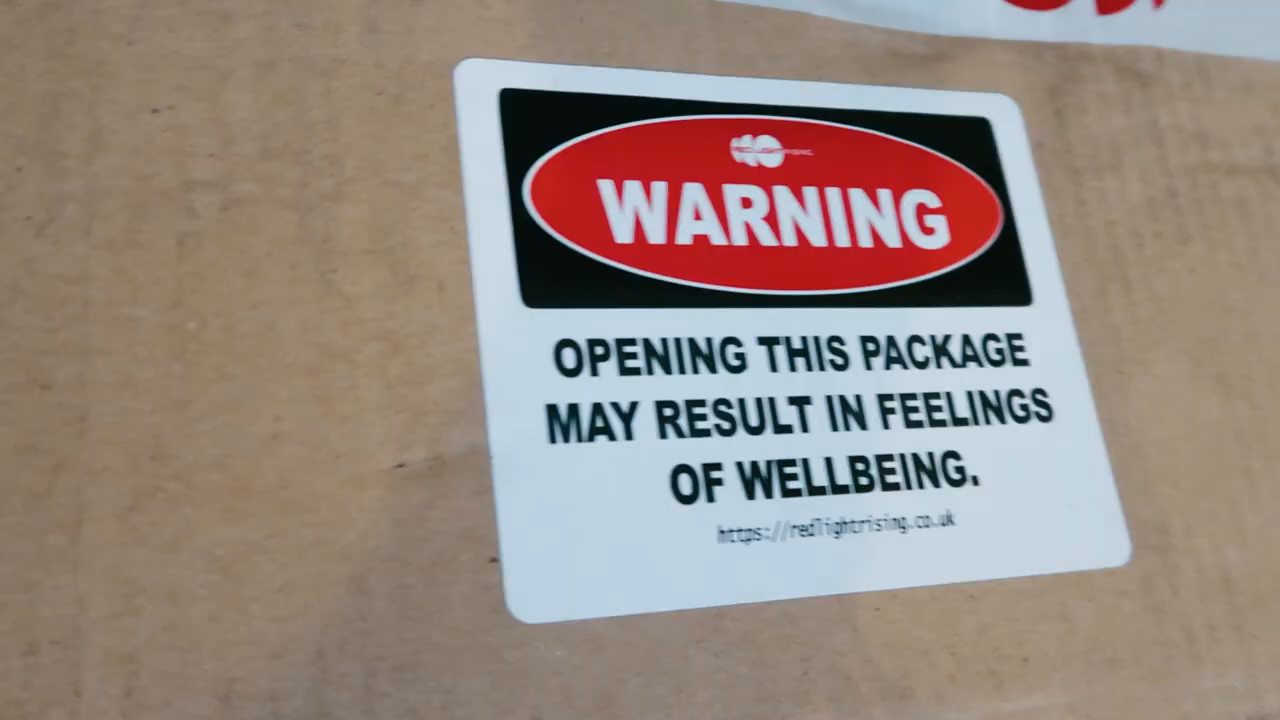 WARNING
OPENING THIS PACKAGE
MAY RESULT IN FEELINGS
OF WELLBEING.
https://redlightrising.co.uk